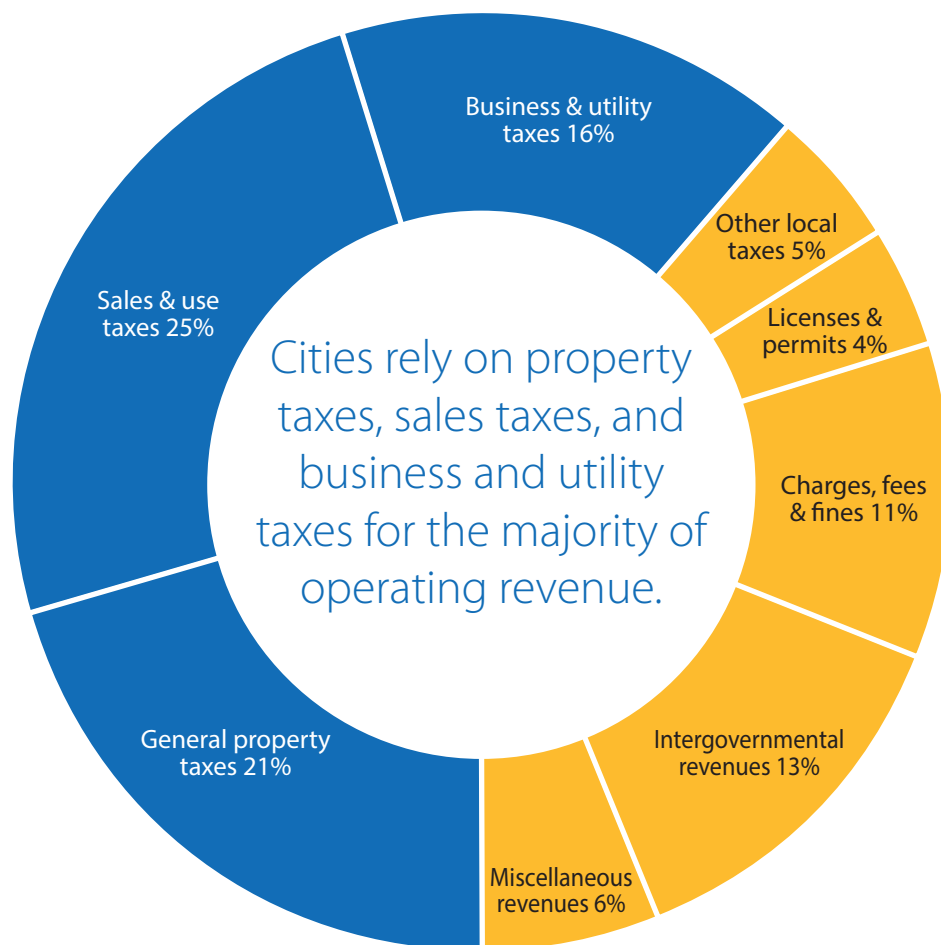 Business & utility
taxes 16%
Other local
taxes 5%
Licenses &
permits 4%
Charges, fees
& fines 11%
Intergovernmental
revenues 13%
Miscellaneous
revenues 6%
General property
taxes 21%
Sales & use
taxes 25%
Cities rely on property
taxes, sales taxes, and
business and utility
taxes for the majority of
operating revenue.